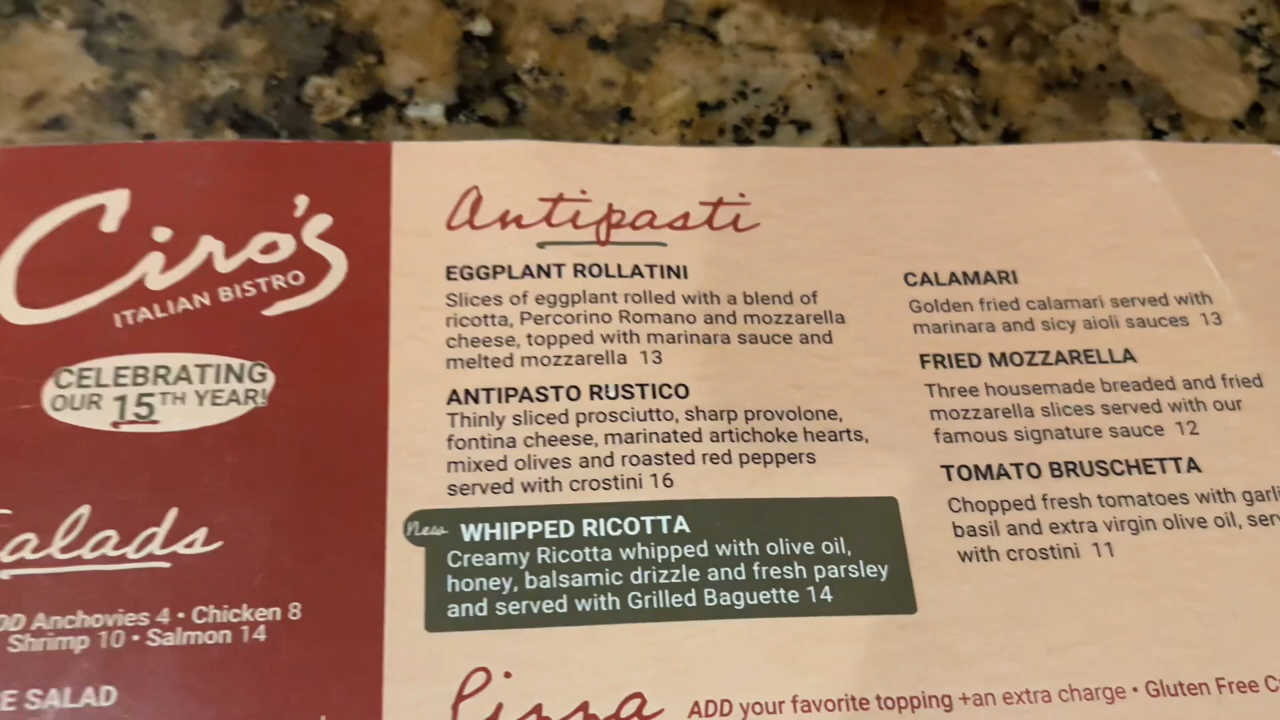 Ciro's
ITALIAN BISTRO
CELEBRATING
OUR 15TH YEAR!
Salads
Anchovies 4 • Chicken 8
Shrimp 10 • Salmon 14
SALAD
Antipasti
EGGPLANT ROLLATINI
Slices of eggplant rolled with a blend of
ricotta, Percorino Romano and mozzarella
cheese, topped with marinara sauce and
melted mozzarella 13
ANTIPASTO RUSTICO
Thinly sliced prosciutto, sharp provolone,
fontina cheese, marinated artichoke hearts,
mixed olives and roasted red peppers
served with crostini 16
New WHIPPED RICOTTA
Creamy Ricotta whipped with olive oil,
honey, balsamic drizzle and fresh parsley
and served with Grilled Baguette 14
CALAMARI
Golden fried calamari served with
marinara and sicy aioli sauces 13
FRIED MOZZARELLA
Three housemade breaded and fried
mozzarella slices served with our
famous signature sauce 12
TOMATO BRUSCHETTA
Chopped fresh tomatoes with garli
basil and extra virgin olive oil, ser
with crostini 11
Pizza
ADD your favorite topping +an extra charge • Gluten Free